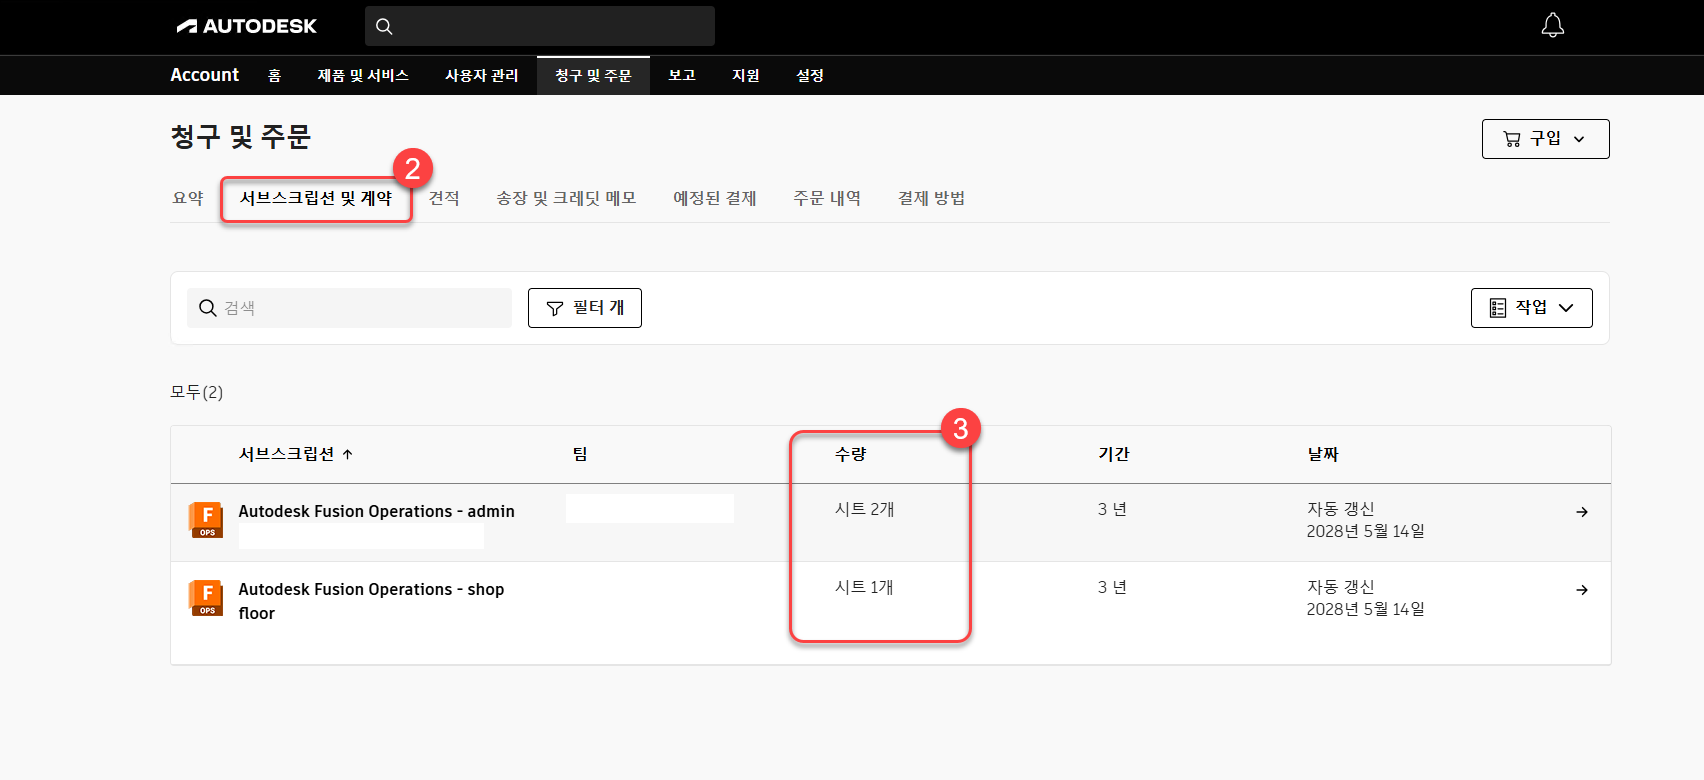 AUTODESK
Account 홈 제품 및 서비스 사용자 관리 청구 및 주문 보고 지원 설정
청구 및 주문
구입
2
요약 서브스크립션 및 계약 견적 송장 및 크레딧 메모 예정된 결제 주문 내역 결제 방법
검색 필터 개 작업
모두(2)
3
서브스크립션 ↑ 팀 수량 기간 날짜
F OPS
Autodesk Fusion Operations - admin 시트 2개 3 년 자동 갱신
2028년 5월 14일
F OPS
Autodesk Fusion Operations - shop 시트 1개 3 년 자동 갱신
floor 2028년 5월 14일